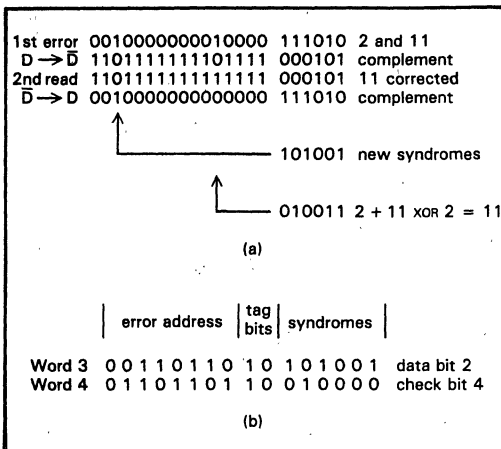 1st error 0010000000010000 111010 2 and 11
D → D̅ 1101111111101111 000101 complement
2nd read 1101111111111111 000101 11 corrected
D̅ → D 0010000000000000 111010 complement
101001 new syndromes
010011 2 + 11 XOR 2 = 11
(a)
error address | tag bits | syndromes
Word 3 0 0 1 1 0 1 1 0 1 0 1 0 1 0 0 1 data bit 2
Word 4 0 1 1 0 1 1 0 1 1 0 0 1 0 0 0 0 check bit 4
(b)